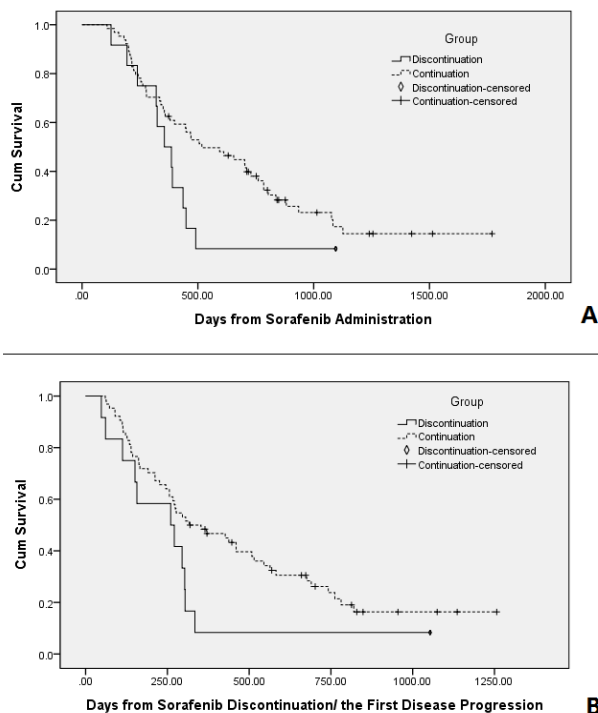 Group
Discontinuation
Continuation
Discontinuation-censored
Continuation-censored
Cum Survival
1.0
0.8
0.6
0.4
0.2
0.0
.00 500.00 1000.00 1500.00 2000.00
Days from Sorafenib Administration
A
Group
Discontinuation
Continuation
Discontinuation-censored
Continuation-censored
Cum Survival
1.0
0.8
0.6
0.4
0.2
0.0
.00 250.00 500.00 750.00 1000.00 1250.00
Days from Sorafenib Discontinuation/ the First Disease Progression
B